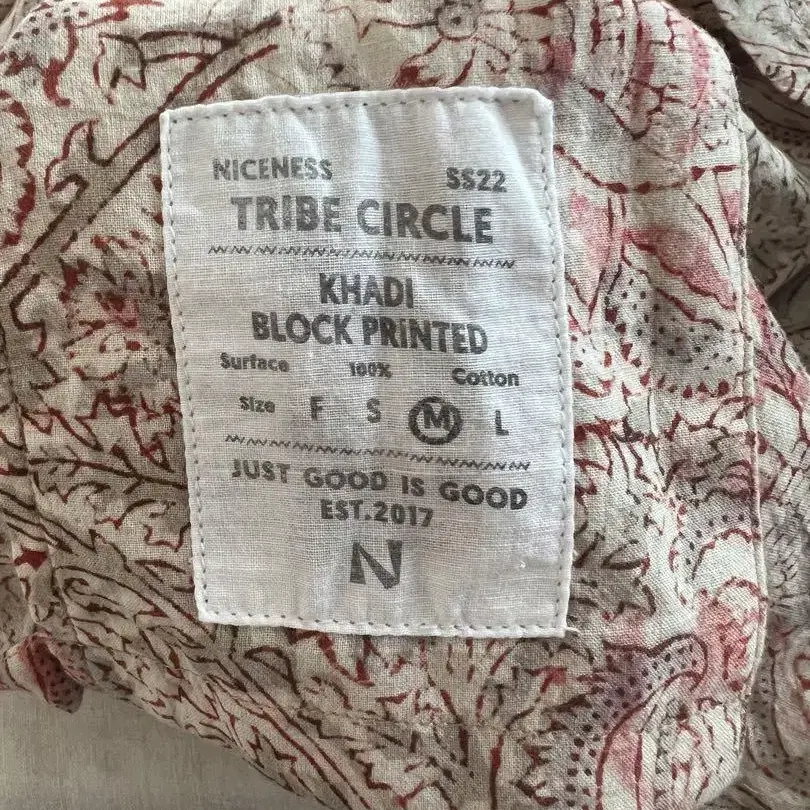 NICENESS SS22
TRIBE CIRCLE
KHADI
BLOCK PRINTED
Surface 100% Cotton
Size F S M L
JUST GOOD IS GOOD
EST.2017
N